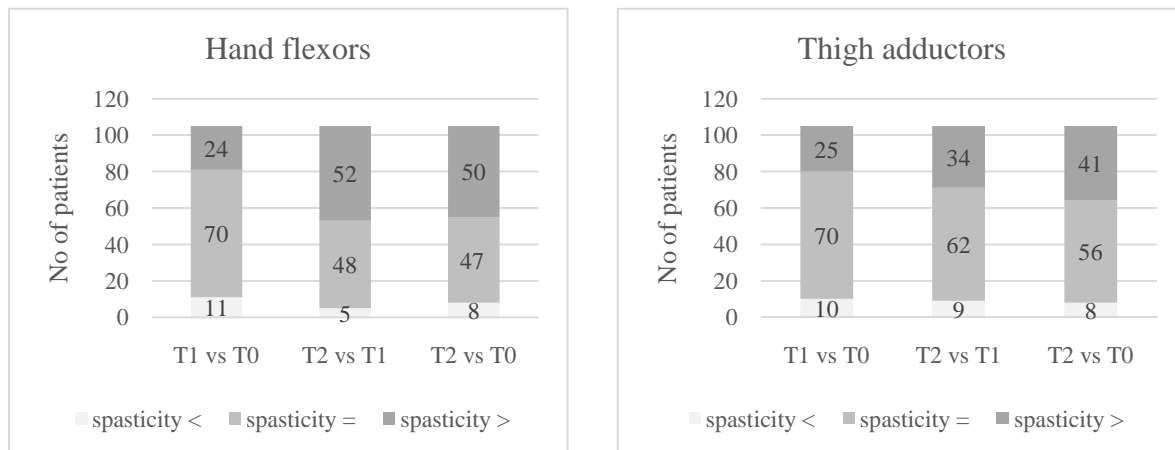 Hand flexors
No of patients
120
100
80
60
40
20
0
24
52
50
70
48
47
11
5
8
T1 vs T0
T2 vs T1
T2 vs T0
spasticity <
spasticity =
spasticity >
Thigh adductors
No of patients
120
100
80
60
40
20
0
25
34
41
70
62
56
10
9
8
T1 vs T0
T2 vs T1
T2 vs T0
spasticity <
spasticity =
spasticity >